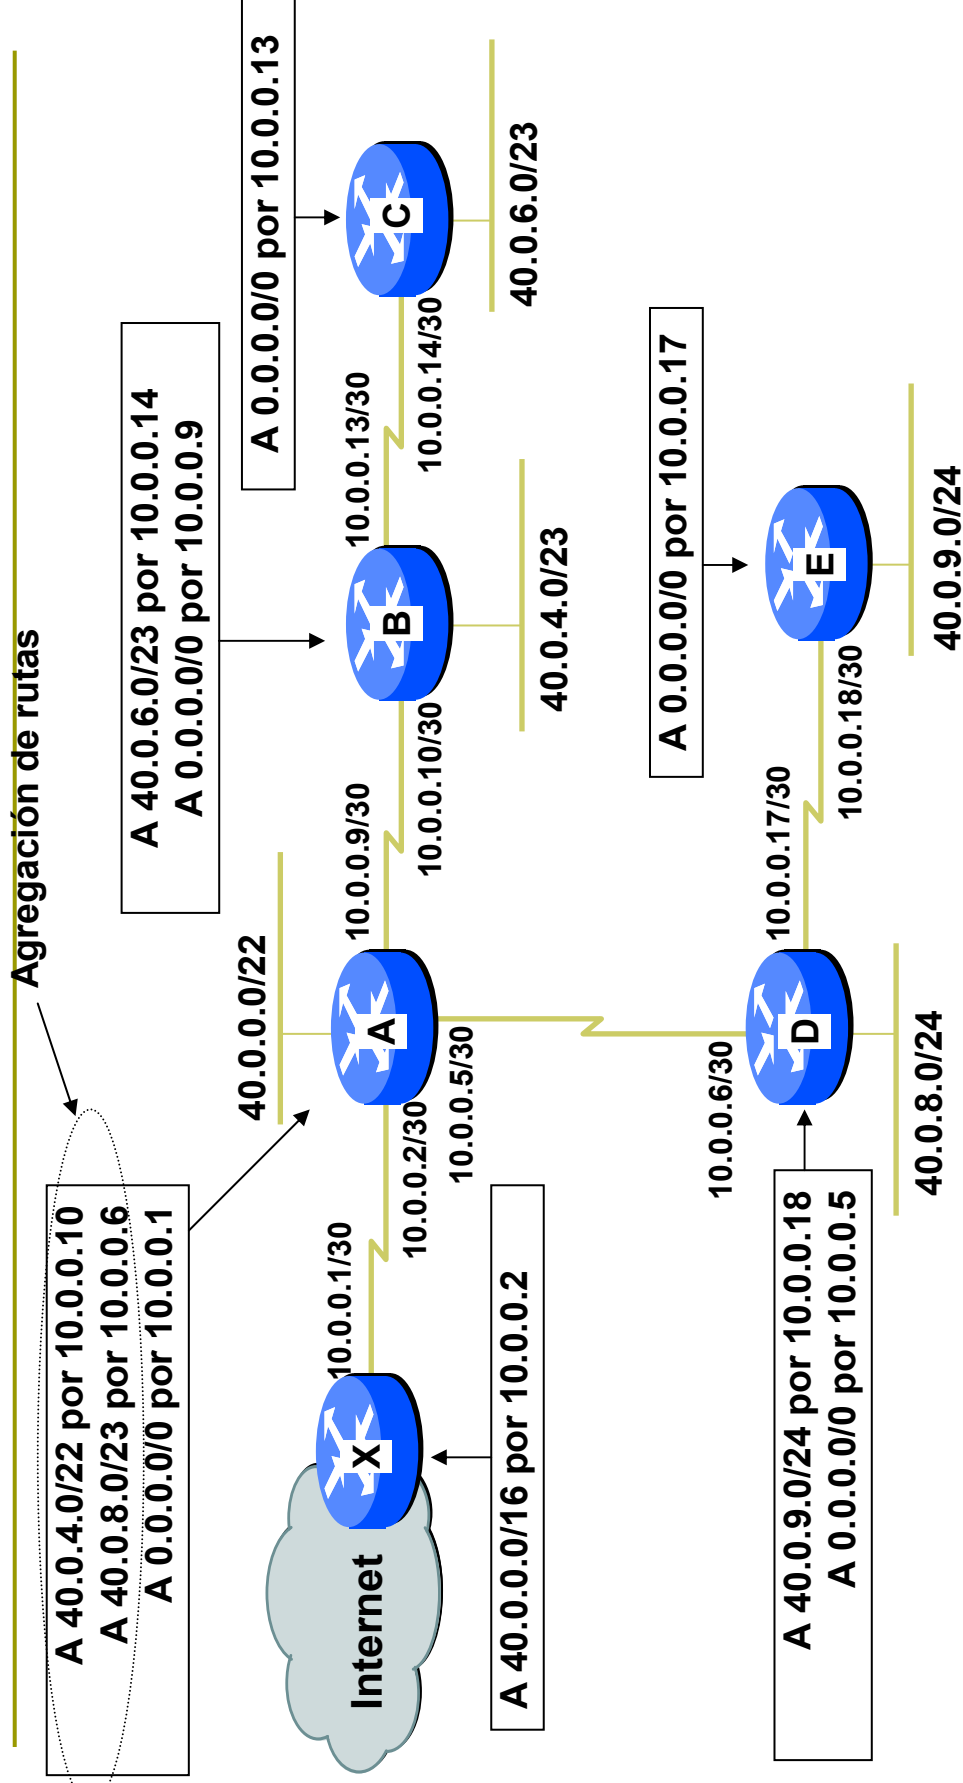 Agregación de rutas
A 40.0.4.0/22 por 10.0.0.10
A 40.0.8.0/23 por 10.0.0.6
A 0.0.0.0/0 por 10.0.0.1
A 40.0.6.0/23 por 10.0.0.14
A 0.0.0.0/0 por 10.0.0.9
A 0.0.0.0/0 por 10.0.0.13
40.0.0.0/22
Internet
X
10.0.0.1/30
10.0.0.2/30
A
10.0.0.9/30
10.0.0.10/30
B
10.0.0.13/30
10.0.0.14/30
C
10.0.0.5/30
40.0.4.0/23
40.0.6.0/23
A 40.0.0.0/16 por 10.0.0.2
A 0.0.0.0/0 por 10.0.0.17
10.0.0.6/30
D
10.0.0.17/30
10.0.0.18/30
E
A 40.0.9.0/24 por 10.0.0.18
A 0.0.0.0/0 por 10.0.0.5
40.0.8.0/24
40.0.9.0/24